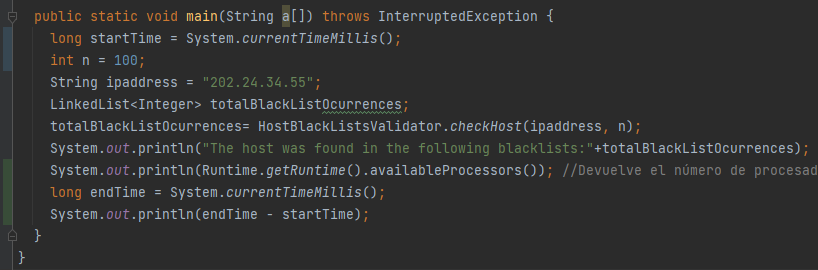 public static void main(String a[]) throws InterruptedException {
long startTime = System.currentTimeMillis();
int n = 100;
String ipaddress = "202.24.34.55";
LinkedList<Integer> totalBlackListOcurrences;
totalBlackListOcurrences= HostBlackListsValidator.checkHost(ipaddress, n);
System.out.println("The host was found in the following blacklists:"+totalBlackListOcurrences);
System.out.println(Runtime.getRuntime().availableProcessors()); //Devuelve el número de procesad
long endTime = System.currentTimeMillis();
System.out.println(endTime - startTime);
}
}